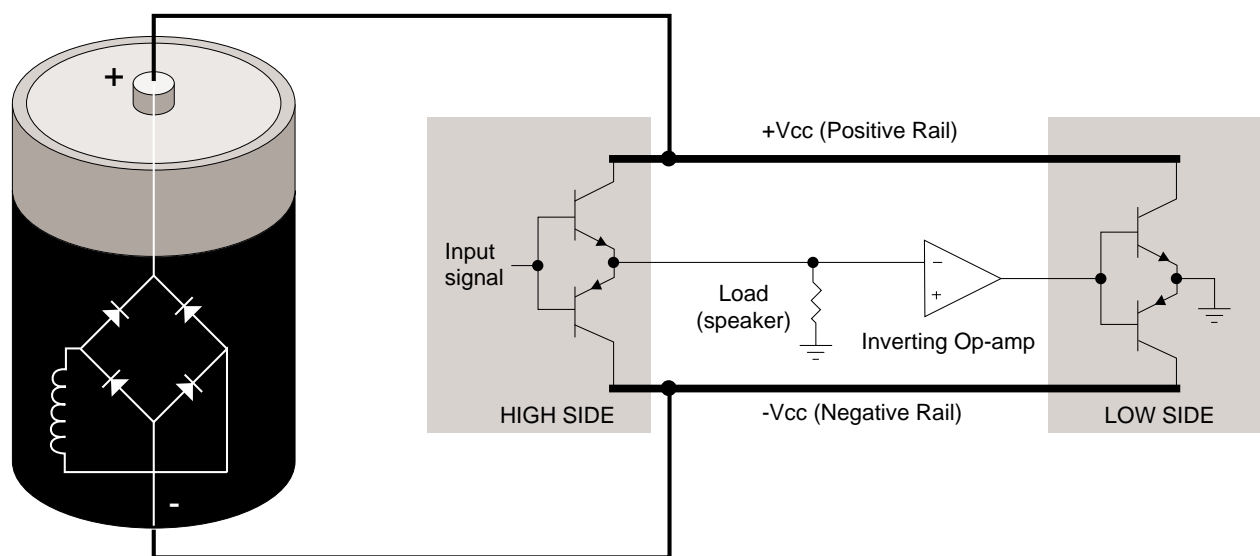 +
+Vcc (Positive Rail)
Input
signal
−
+
Load
(speaker)
Inverting Op-amp
HIGH SIDE
-Vcc (Negative Rail)
LOW SIDE
-